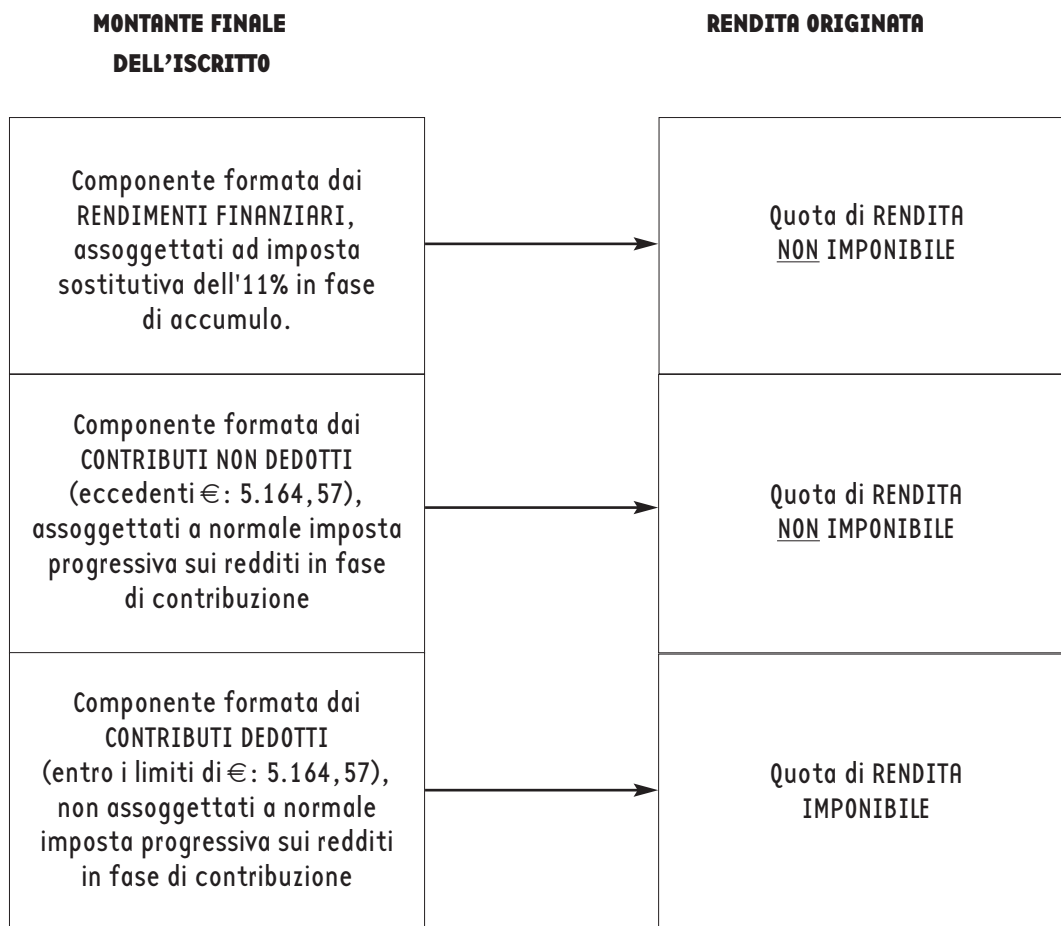 MONTANTE FINALE
DELL'ISCRITTO
RENDITA ORIGINATA
Componente formata dai
RENDIMENTI FINANZIARI,
assoggettati ad imposta
sostitutiva dell'11% in fase
di accumulo.
Quota di RENDITA
NON IMPONIBILE
Componente formata dai
CONTRIBUTI NON DEDOTTI
(eccedenti €: 5.164,57),
assoggettati a normale imposta
progressiva sui redditi in fase
di contribuzione
Quota di RENDITA
NON IMPONIBILE
Componente formata dai
CONTRIBUTI DEDOTTI
(entro i limiti di €: 5.164,57),
non assoggettati a normale
imposta progressiva sui redditi
in fase di contribuzione
Quota di RENDITA
IMPONIBILE